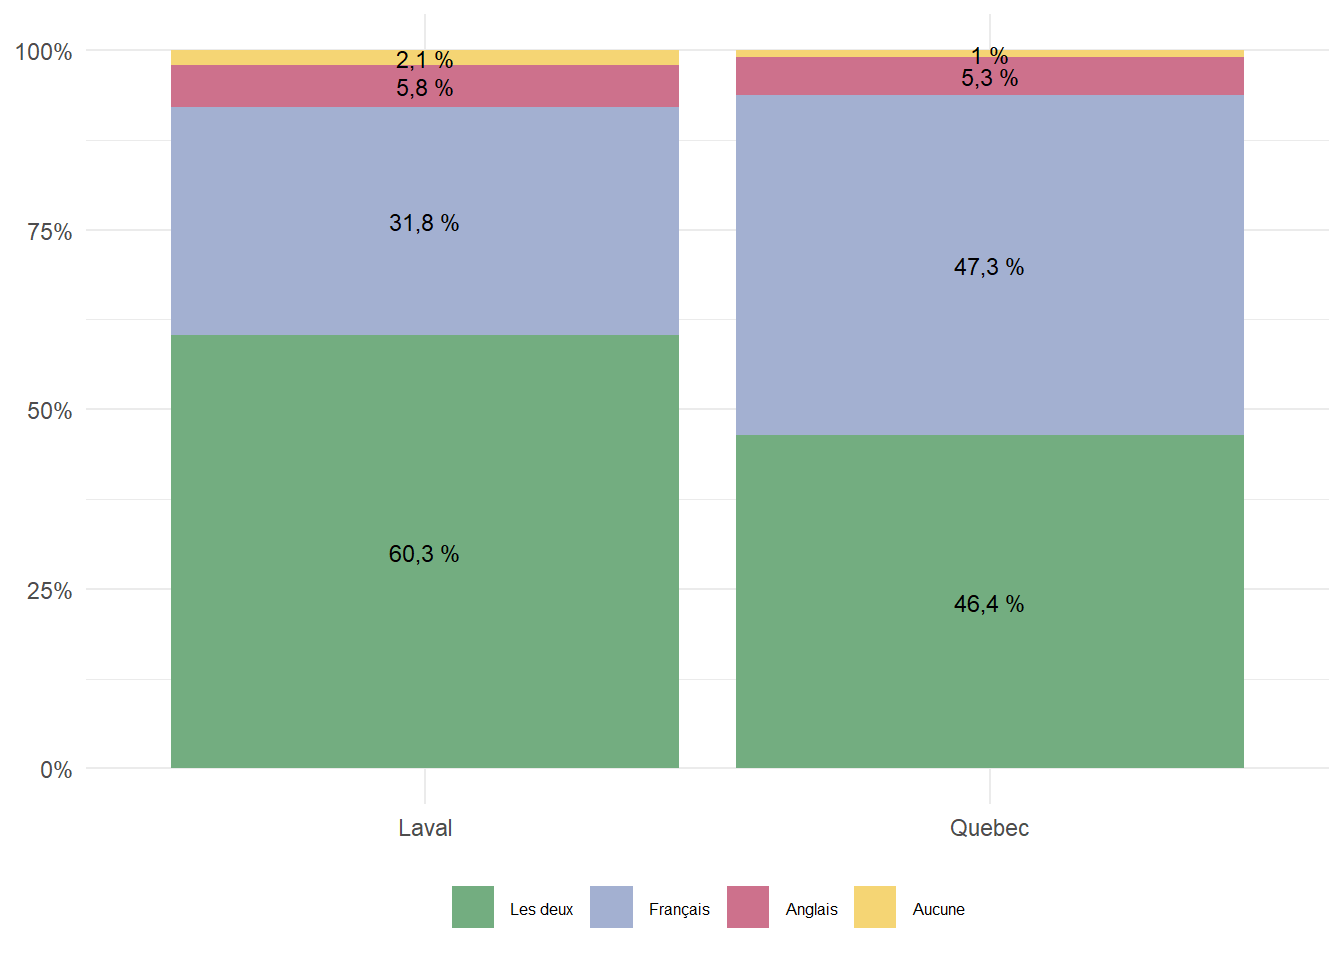 100%
2,1 %
1 %
5,8 %
5,3 %
75%
31,8 %
47,3 %
50%
60,3 %
46,4 %
25%
0%
Laval
Quebec
Les deux
Français
Anglais
Aucune